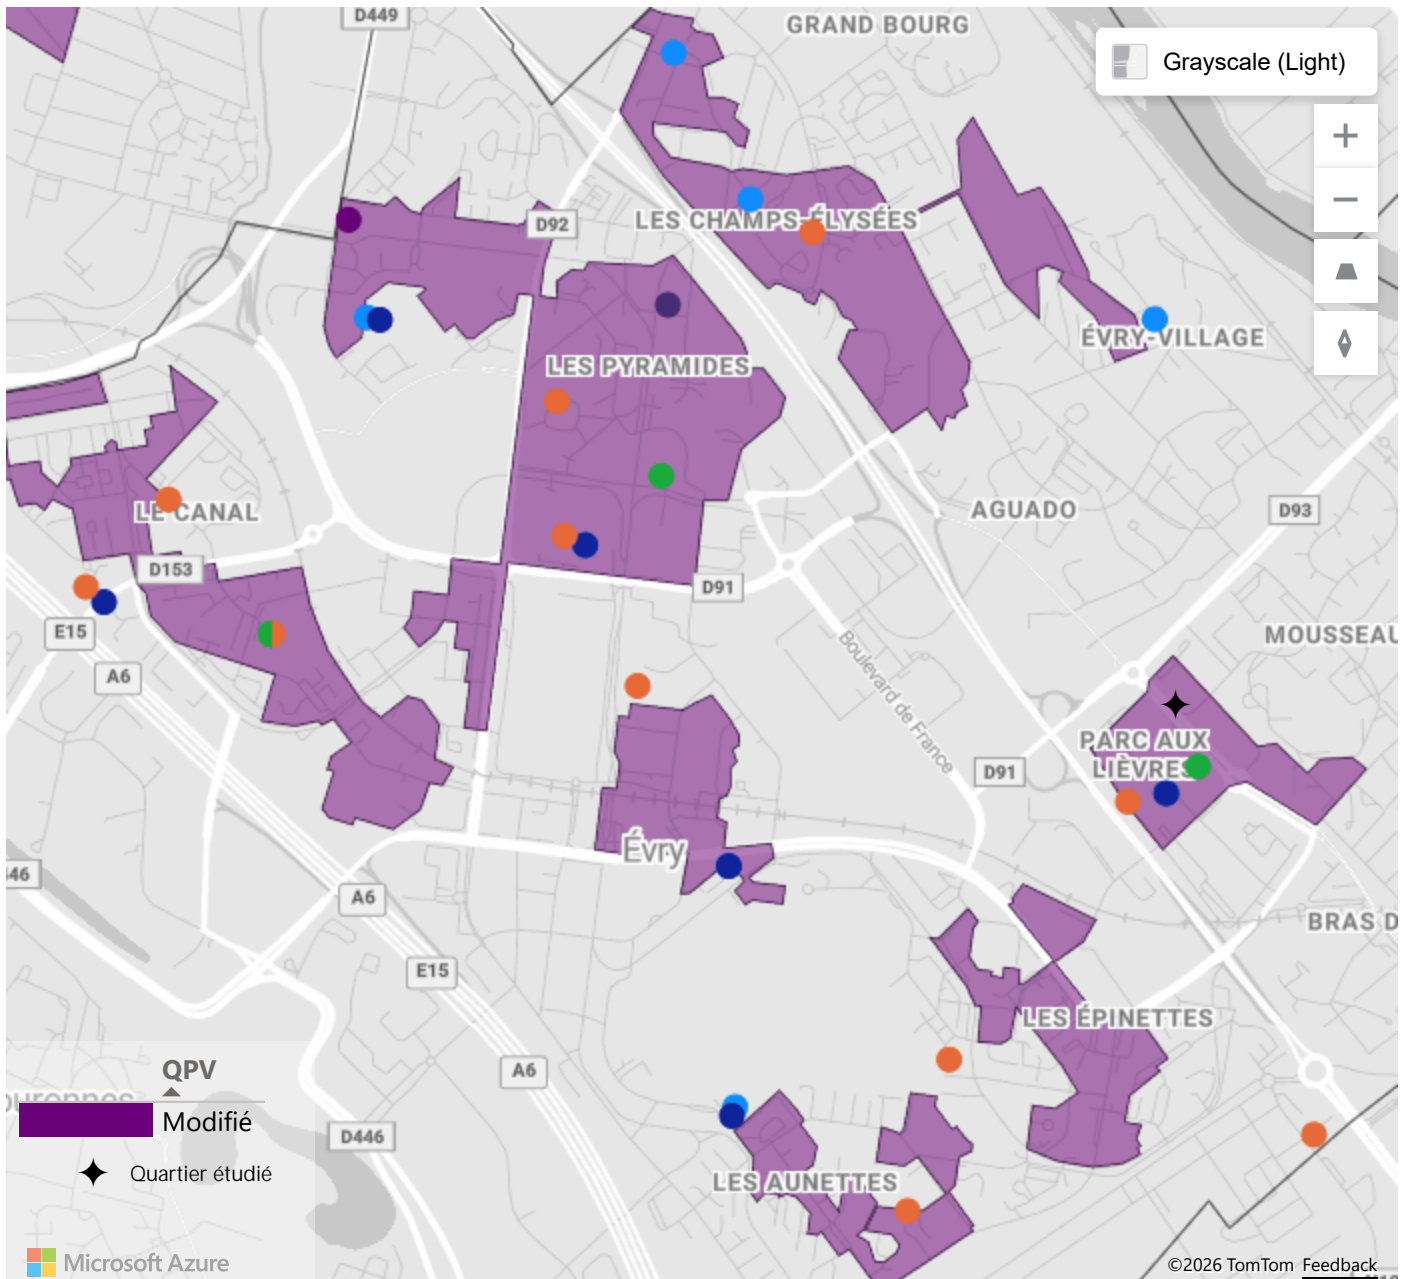 D449
GRAND BOURG
Grayscale (Light)
D92
LES CHAMPS-ÉLYSÉES
ÉVRY-VILLAGE
LES PYRAMIDES
LE CANAL
AGUADO
D93
D153
D91
E15
A6
MOUSSEAU
Boulevard de France
PARC AUX
LIÈVRES
D91
Évry
446
A6
BRAS D
E15
LES ÉPINETTES
A6
QPV
ouronnes
Modifié
D446
Quartier étudié
LES AUNETTES
Microsoft Azure
©2026 TomTom Feedback